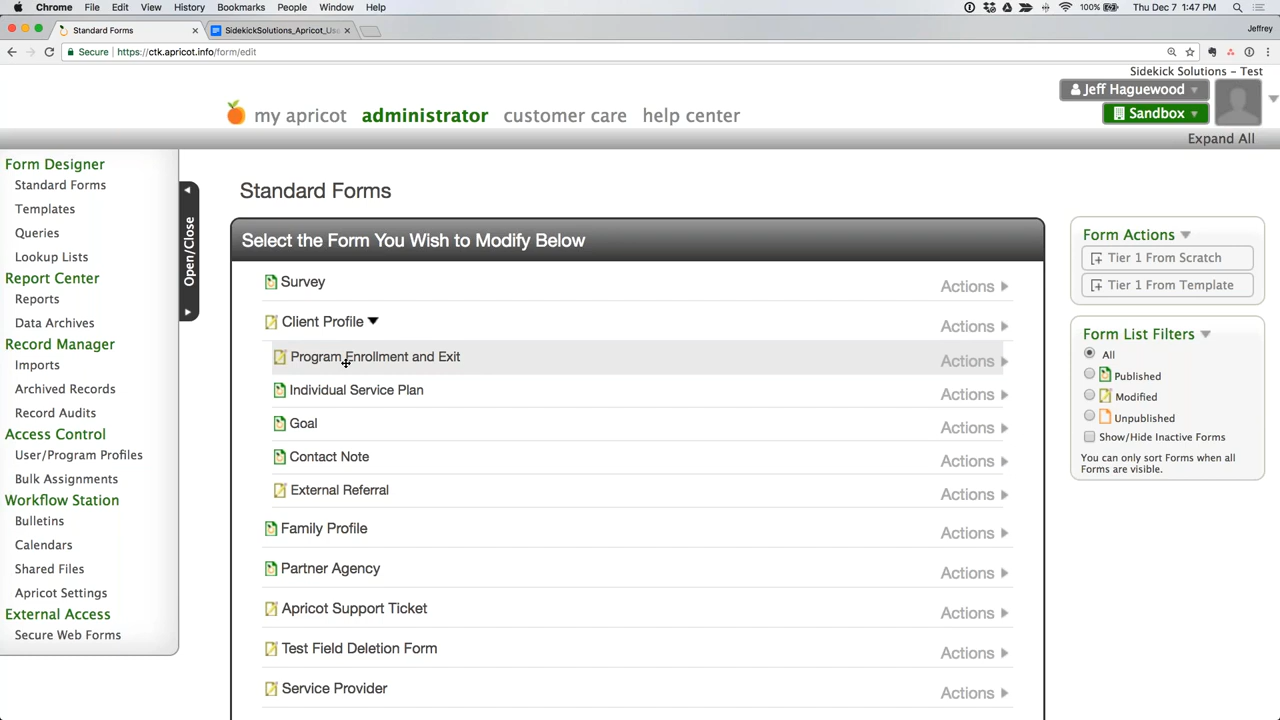 Chrome File Edit View History Bookmarks People Window Help 100% Thu Dec 7 1:47 PM
Standard Forms SidekickSolutions_Apricot_Use Jeffrey
Secure https://ctk.apricot.info/form/edit
Sidekick Solutions - Test
Jeff Haguewood
my apricot administrator customer care help center
Sandbox
Expand All
Form Designer
Standard Forms
Templates
Queries
Lookup Lists
Report Center
Reports
Data Archives
Record Manager
Imports
Archived Records
Record Audits
Access Control
User/Program Profiles
Bulk Assignments
Workflow Station
Bulletins
Calendars
Shared Files
Apricot Settings
External Access
Secure Web Forms
Open/Close
Standard Forms
Select the Form You Wish to Modify Below
Survey Actions
Client Profile Actions
Program Enrollment and Exit Actions
Individual Service Plan Actions
Goal Actions
Contact Note Actions
External Referral Actions
Family Profile Actions
Partner Agency Actions
Apricot Support Ticket Actions
Test Field Deletion Form Actions
Service Provider Actions
Form Actions
Tier 1 From Scratch
Tier 1 From Template
Form List Filters
All
Published
Modified
Unpublished
Show/Hide Inactive Forms
You can only sort Forms when all
Forms are visible.